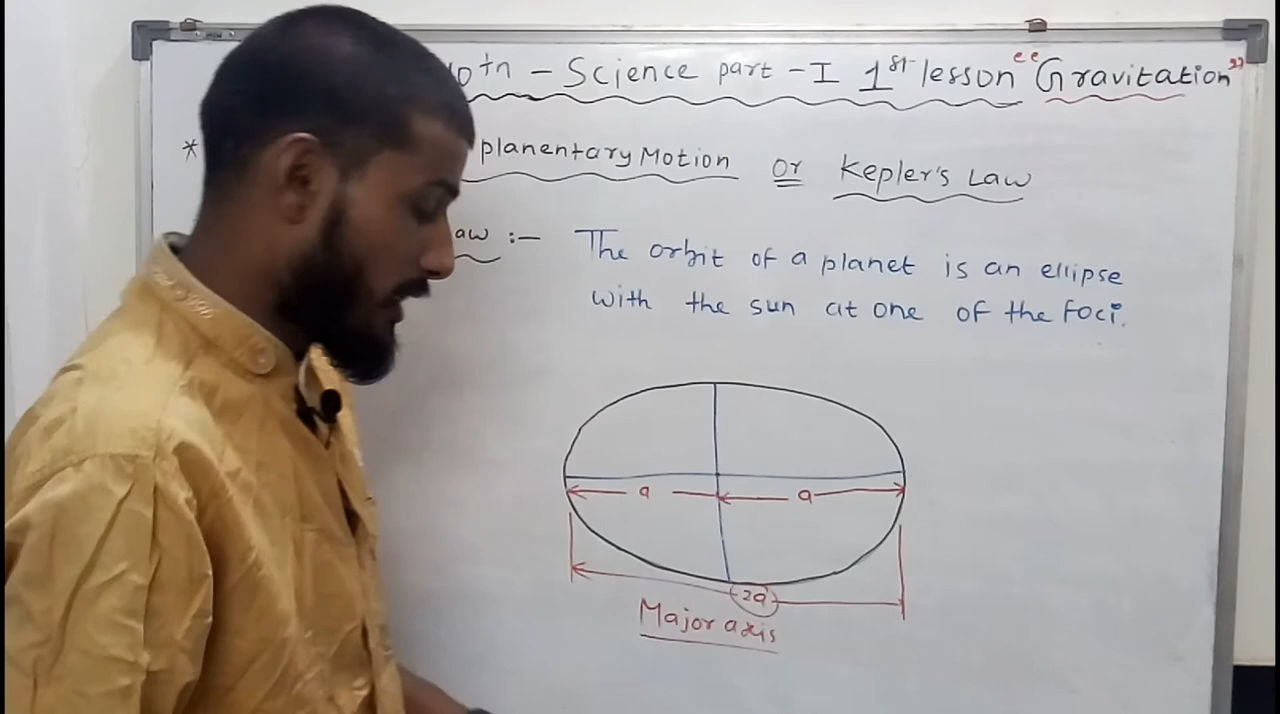 10th - Science part - I 1st lesson "Gravitation"
* planentary Motion or Kepler's Law
aw :- The orbit of a planet is an ellipse
with the sun at one of the foci.
a a
2a
Major axis